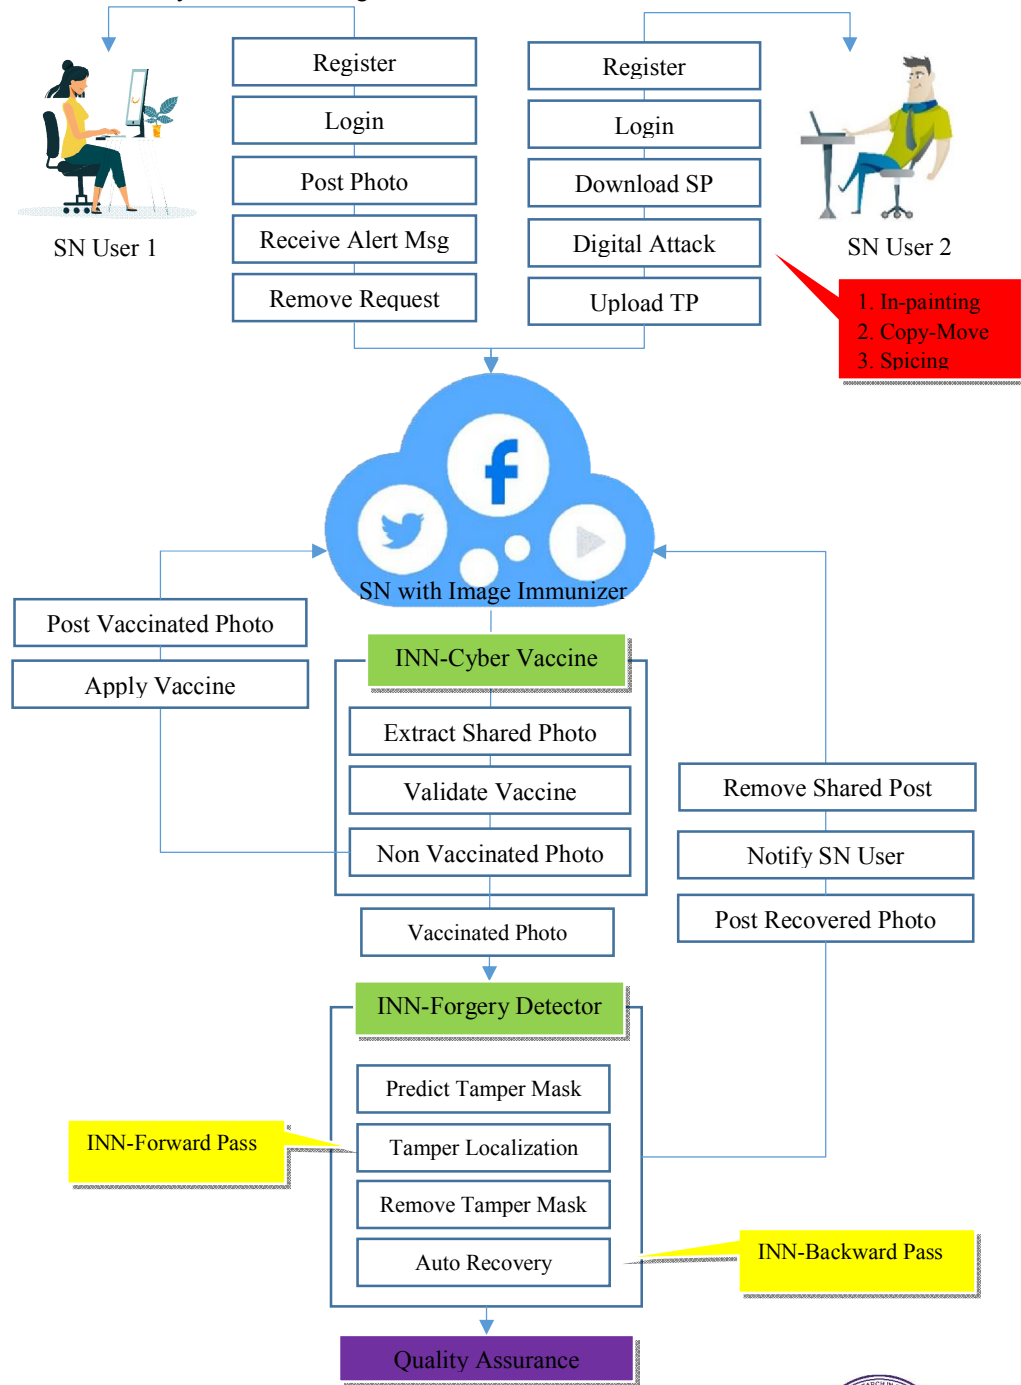 Register
Login
Post Photo
Receive Alert Msg
Remove Request
SN User 1
Register
Login
Download SP
Digital Attack
Upload TP
SN User 2
1. In-painting
2. Copy-Move
3. Spicing
SN with Image Immunizer
Post Vaccinated Photo
Apply Vaccine
INN-Cyber Vaccine
Extract Shared Photo
Validate Vaccine
Non Vaccinated Photo
Vaccinated Photo
Remove Shared Post
Notify SN User
Post Recovered Photo
INN-Forgery Detector
Predict Tamper Mask
Tamper Localization
Remove Tamper Mask
Auto Recovery
INN-Forward Pass
INN-Backward Pass
Quality Assurance